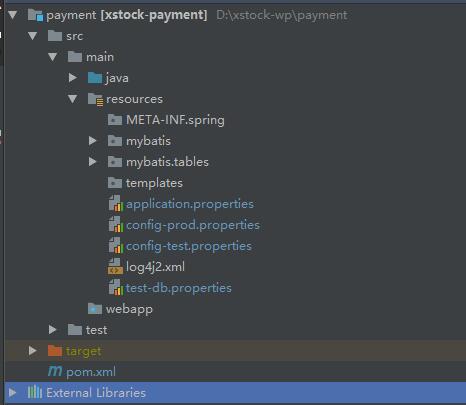 payment [xstock-payment] D:\xstock-wp\payment
src
main
java
resources
META-INF.spring
mybatis
mybatis.tables
templates
application.properties
config-prod.properties
config-test.properties
log4j2.xml
test-db.properties
webapp
test
target
pom.xml
External Libraries